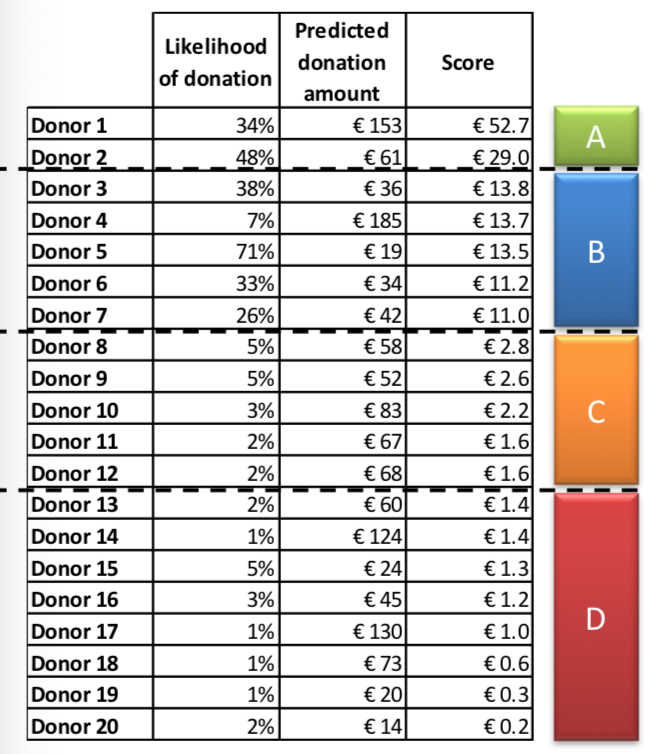 Likelihood of donation Predicted donation amount Score
Donor 1 34% € 153 € 52.7
Donor 2 48% € 61 € 29.0
Donor 3 38% € 36 € 13.8
Donor 4 7% € 185 € 13.7
Donor 5 71% € 19 € 13.5
Donor 6 33% € 34 € 11.2
Donor 7 26% € 42 € 11.0
Donor 8 5% € 58 € 2.8
Donor 9 5% € 52 € 2.6
Donor 10 3% € 83 € 2.2
Donor 11 2% € 67 € 1.6
Donor 12 2% € 68 € 1.6
Donor 13 2% € 60 € 1.4
Donor 14 1% € 124 € 1.4
Donor 15 5% € 24 € 1.3
Donor 16 3% € 45 € 1.2
Donor 17 1% € 130 € 1.0
Donor 18 1% € 73 € 0.6
Donor 19 1% € 20 € 0.3
Donor 20 2% € 14 € 0.2
A
B
C
D